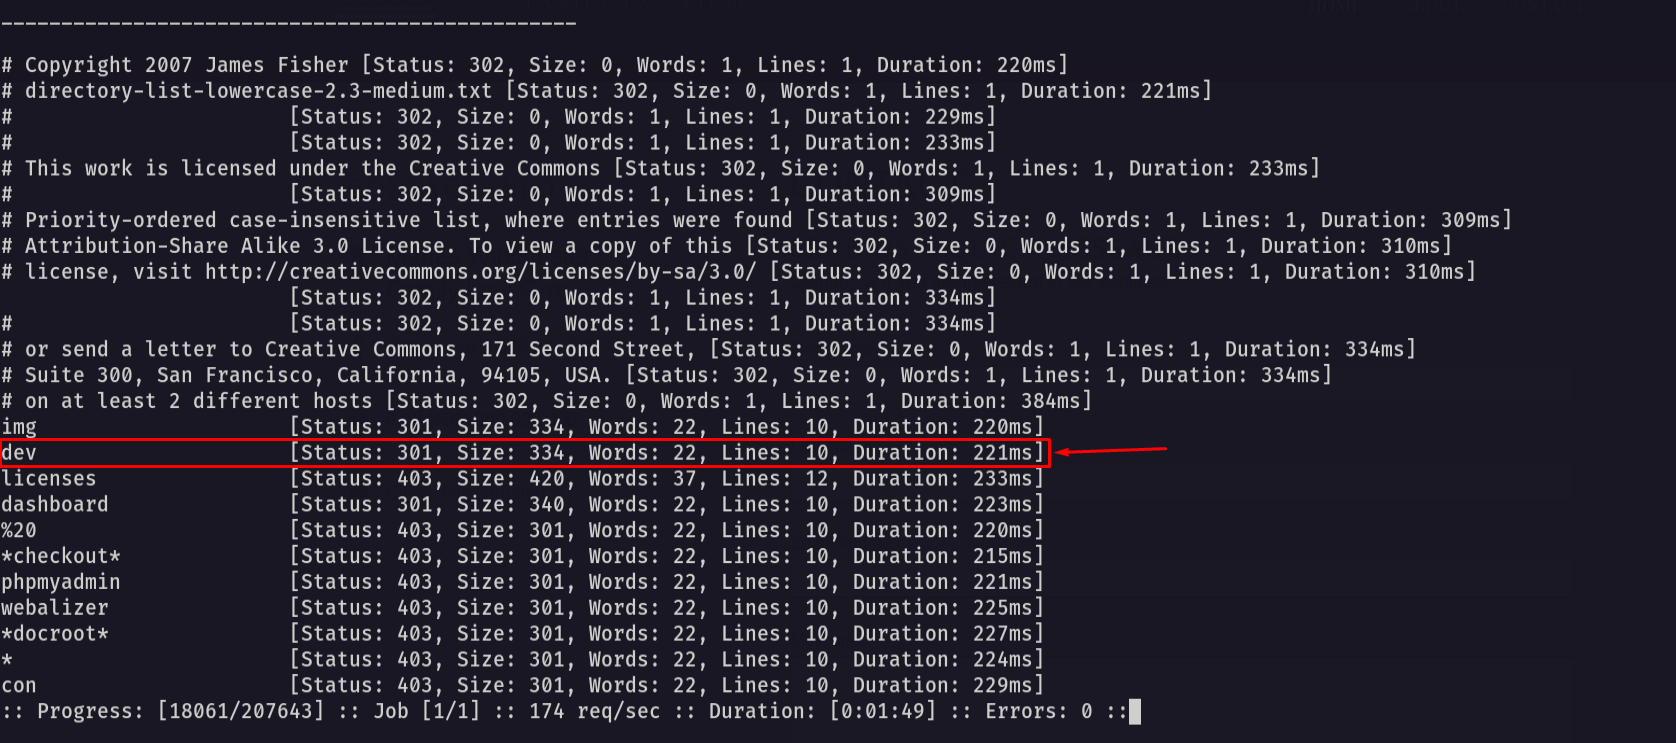 ________________________________________________
# Copyright 2007 James Fisher [Status: 302, Size: 0, Words: 1, Lines: 1, Duration: 220ms]
# directory-list-lowercase-2.3-medium.txt [Status: 302, Size: 0, Words: 1, Lines: 1, Duration: 221ms]
#                       [Status: 302, Size: 0, Words: 1, Lines: 1, Duration: 229ms]
#                       [Status: 302, Size: 0, Words: 1, Lines: 1, Duration: 233ms]
# This work is licensed under the Creative Commons [Status: 302, Size: 0, Words: 1, Lines: 1, Duration: 233ms]
#                       [Status: 302, Size: 0, Words: 1, Lines: 1, Duration: 309ms]
# Priority-ordered case-insensitive list, where entries were found [Status: 302, Size: 0, Words: 1, Lines: 1, Duration: 309ms]
# Attribution-Share Alike 3.0 License. To view a copy of this [Status: 302, Size: 0, Words: 1, Lines: 1, Duration: 310ms]
# license, visit http://creativecommons.org/licenses/by-sa/3.0/ [Status: 302, Size: 0, Words: 1, Lines: 1, Duration: 310ms]
                        [Status: 302, Size: 0, Words: 1, Lines: 1, Duration: 334ms]
#                       [Status: 302, Size: 0, Words: 1, Lines: 1, Duration: 334ms]
# or send a letter to Creative Commons, 171 Second Street, [Status: 302, Size: 0, Words: 1, Lines: 1, Duration: 334ms]
# Suite 300, San Francisco, California, 94105, USA. [Status: 302, Size: 0, Words: 1, Lines: 1, Duration: 334ms]
# on at least 2 different hosts [Status: 302, Size: 0, Words: 1, Lines: 1, Duration: 384ms]
img                     [Status: 301, Size: 334, Words: 22, Lines: 10, Duration: 220ms]
dev                     [Status: 301, Size: 334, Words: 22, Lines: 10, Duration: 221ms]
licenses                [Status: 403, Size: 420, Words: 37, Lines: 12, Duration: 233ms]
dashboard               [Status: 301, Size: 340, Words: 22, Lines: 10, Duration: 223ms]
%20                     [Status: 403, Size: 301, Words: 22, Lines: 10, Duration: 220ms]
*checkout*              [Status: 403, Size: 301, Words: 22, Lines: 10, Duration: 215ms]
phpmyadmin              [Status: 403, Size: 301, Words: 22, Lines: 10, Duration: 221ms]
webalizer               [Status: 403, Size: 301, Words: 22, Lines: 10, Duration: 225ms]
*docroot*               [Status: 403, Size: 301, Words: 22, Lines: 10, Duration: 227ms]
*                       [Status: 403, Size: 301, Words: 22, Lines: 10, Duration: 224ms]
con                     [Status: 403, Size: 301, Words: 22, Lines: 10, Duration: 229ms]
:: Progress: [18061/207643] :: Job [1/1] :: 174 req/sec :: Duration: [0:01:49] :: Errors: 0 ::